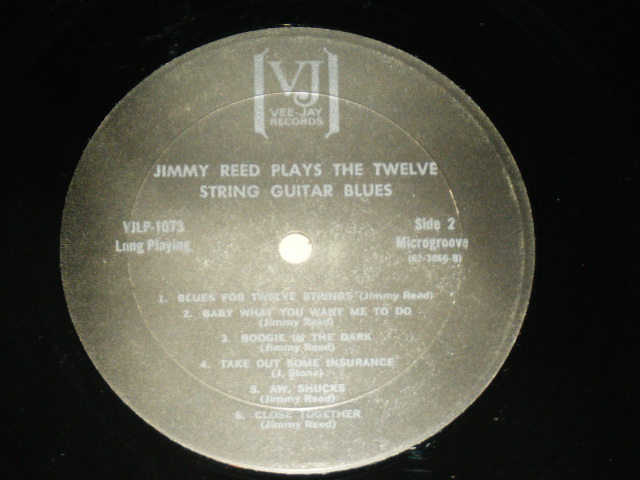 VJ
VEE-JAY
RECORDS
JIMMY REED PLAYS THE TWELVE
STRING GUITAR BLUES
VJLP-1073
Long Playing
Side 2
Microgroove
(63-3066-B)
1. BLUES FOR TWELVE STRINGS (Jimmy Reed)
2. BABY WHAT YOU WANT ME TO DO
(Jimmy Reed)
3. BOOGIE IN THE DARK
(Jimmy Reed)
4. TAKE OUT SOME INSURANCE
(J. Stone)
5. AW, SHUCKS
(Jimmy Reed)
6. CLOSE TOGETHER
(Jimmy Reed)